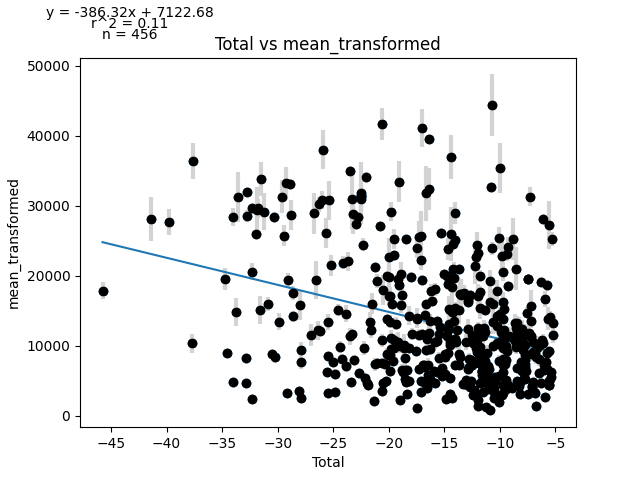 y = -386.32x + 7122.68
r^2 = 0.11
n = 456
Total vs mean_transformed
50000
40000
30000
20000
10000
0
mean_transformed
−45
−40
−35
−30
−25
−20
−15
−10
−5
Total